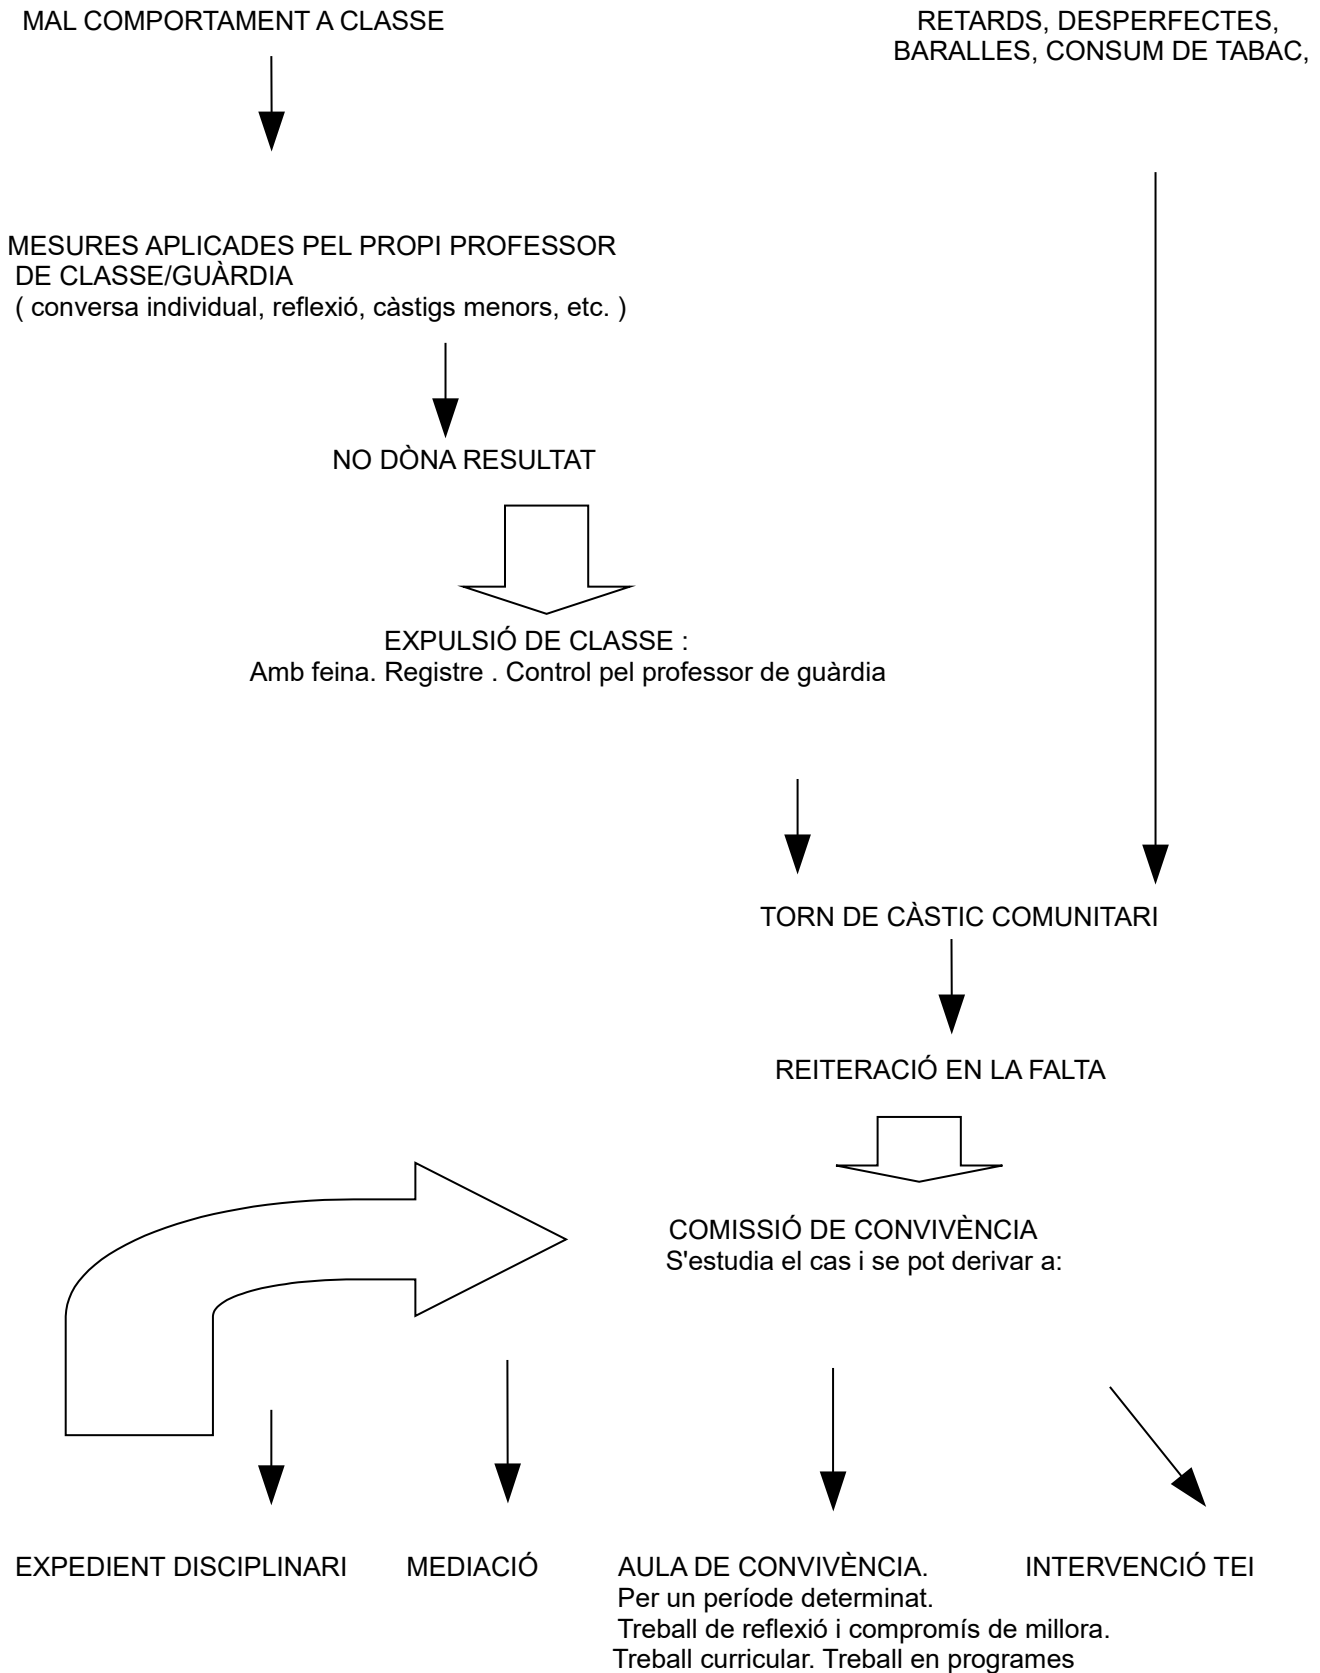 MAL COMPORTAMENT A CLASSE
RETARDS, DESPERFECTES,
BARALLES, CONSUM DE TABAC,
MESURES APLICADES PEL PROPI PROFESSOR
DE CLASSE/GUÀRDIA
( conversa individual, reflexió, càstigs menors, etc. )
NO DÒNA RESULTAT
EXPULSIÓ DE CLASSE :
Amb feina. Registre . Control pel professor de guàrdia
TORN DE CÀSTIC COMUNITARI
REITERACIÓ EN LA FALTA
COMISSIÓ DE CONVIVÈNCIA
S'estudia el cas i se pot derivar a:
EXPEDIENT DISCIPLINARI
MEDIACIÓ
AULA DE CONVIVÈNCIA.
Per un període determinat.
Treball de reflexió i compromís de millora.
Treball curricular. Treball en programes
INTERVENCIÓ TEI